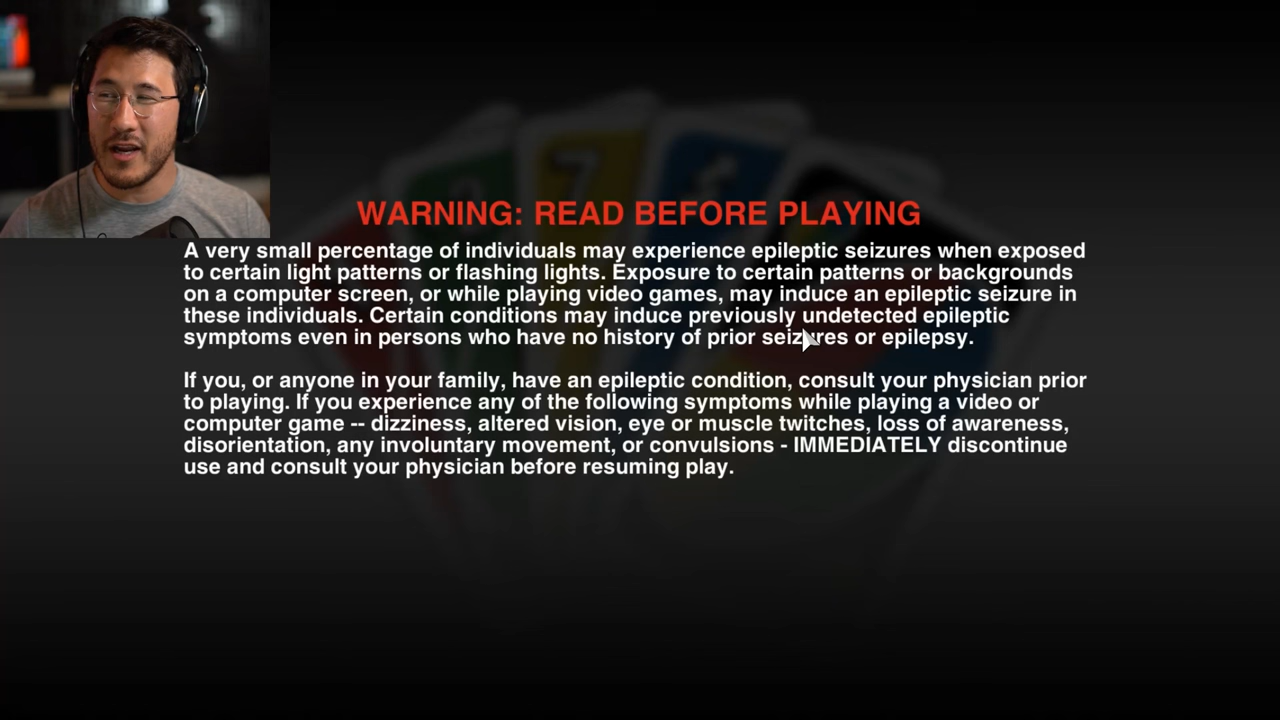 WARNING: READ BEFORE PLAYING
A very small percentage of individuals may experience epileptic seizures when exposed
to certain light patterns or flashing lights. Exposure to certain patterns or backgrounds
on a computer screen, or while playing video games, may induce an epileptic seizure in
these individuals. Certain conditions may induce previously undetected epileptic
symptoms even in persons who have no history of prior seizures or epilepsy.
If you, or anyone in your family, have an epileptic condition, consult your physician prior
to playing. If you experience any of the following symptoms while playing a video or
computer game -- dizziness, altered vision, eye or muscle twitches, loss of awareness,
disorientation, any involuntary movement, or convulsions - IMMEDIATELY discontinue
use and consult your physician before resuming play.